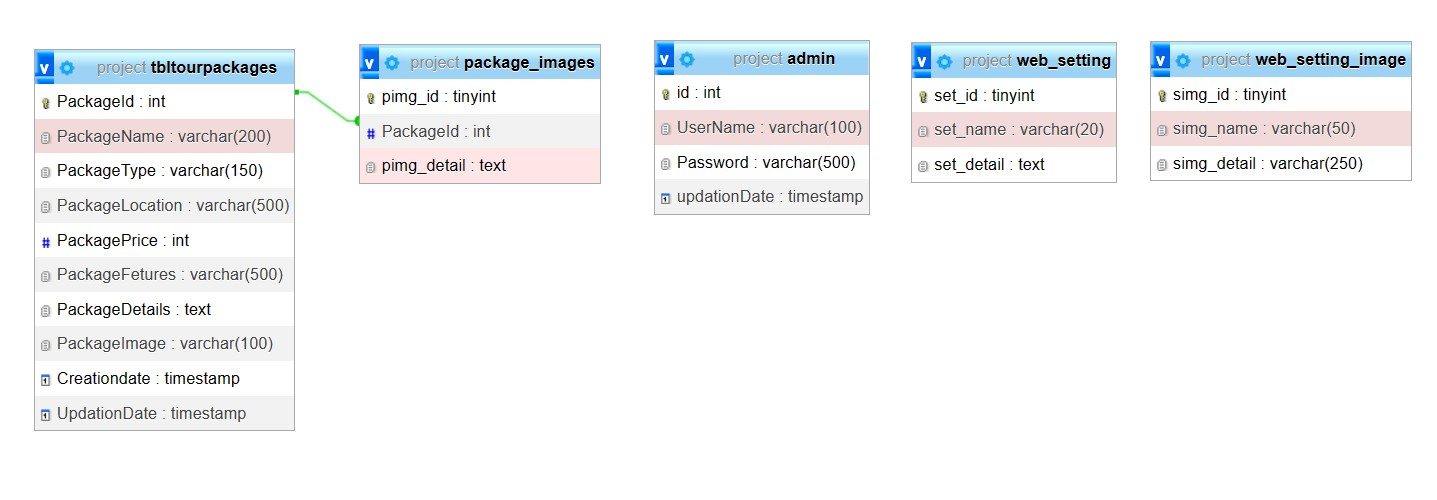 project tbltourpackages
PackageId : int
PackageName : varchar(200)
PackageType : varchar(150)
PackageLocation : varchar(500)
PackagePrice : int
PackageFetures : varchar(500)
PackageDetails : text
PackageImage : varchar(100)
Creationdate : timestamp
UpdationDate : timestamp
project package_images
pimg_id : tinyint
PackageId : int
pimg_detail : text
project admin
id : int
UserName : varchar(100)
Password : varchar(500)
updationDate : timestamp
project web_setting
set_id : tinyint
set_name : varchar(20)
set_detail : text
project web_setting_image
simg_id : tinyint
simg_name : varchar(50)
simg_detail : varchar(250)